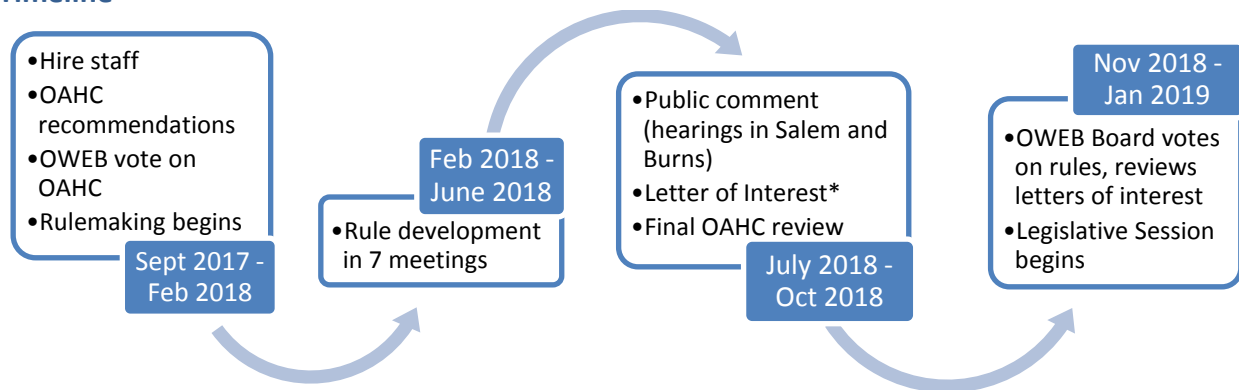 Timeline
•Hire staff
•OAHC
recommendations
•OWEB vote on
OAHC
•Rulemaking begins
Sept 2017 -
Feb 2018
Feb 2018 -
June 2018
•Rule development
in 7 meetings
•Public comment
(hearings in Salem and
Burns)
•Letter of Interest*
•Final OAHC review
July 2018 -
Oct 2018
Nov 2018 -
Jan 2019
•OWEB Board votes
on rules, reviews
letters of interest
•Legislative Session
begins